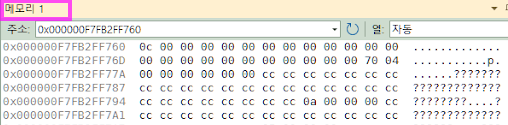 메모리 1
주소: 0x000000F7FB2FF760 열: 자동
0x000000F7FB2FF760 0c 00 00 00 00 00 00 00 00 00 00 00 00 .............
0x000000F7FB2FF76D 00 00 00 00 00 00 00 00 00 00 00 70 04 ...........p.
0x000000F7FB2FF77A 00 00 00 00 00 00 cc cc cc cc cc cc cc ......???????
0x000000F7FB2FF787 cc cc cc cc cc cc cc cc cc cc cc cc cc ?????????????
0x000000F7FB2FF794 cc cc cc cc cc cc cc cc 0a 00 00 00 cc ????????....?
0x000000F7FB2FF7A1 cc cc cc cc cc cc cc cc cc cc cc cc cc ?????????????